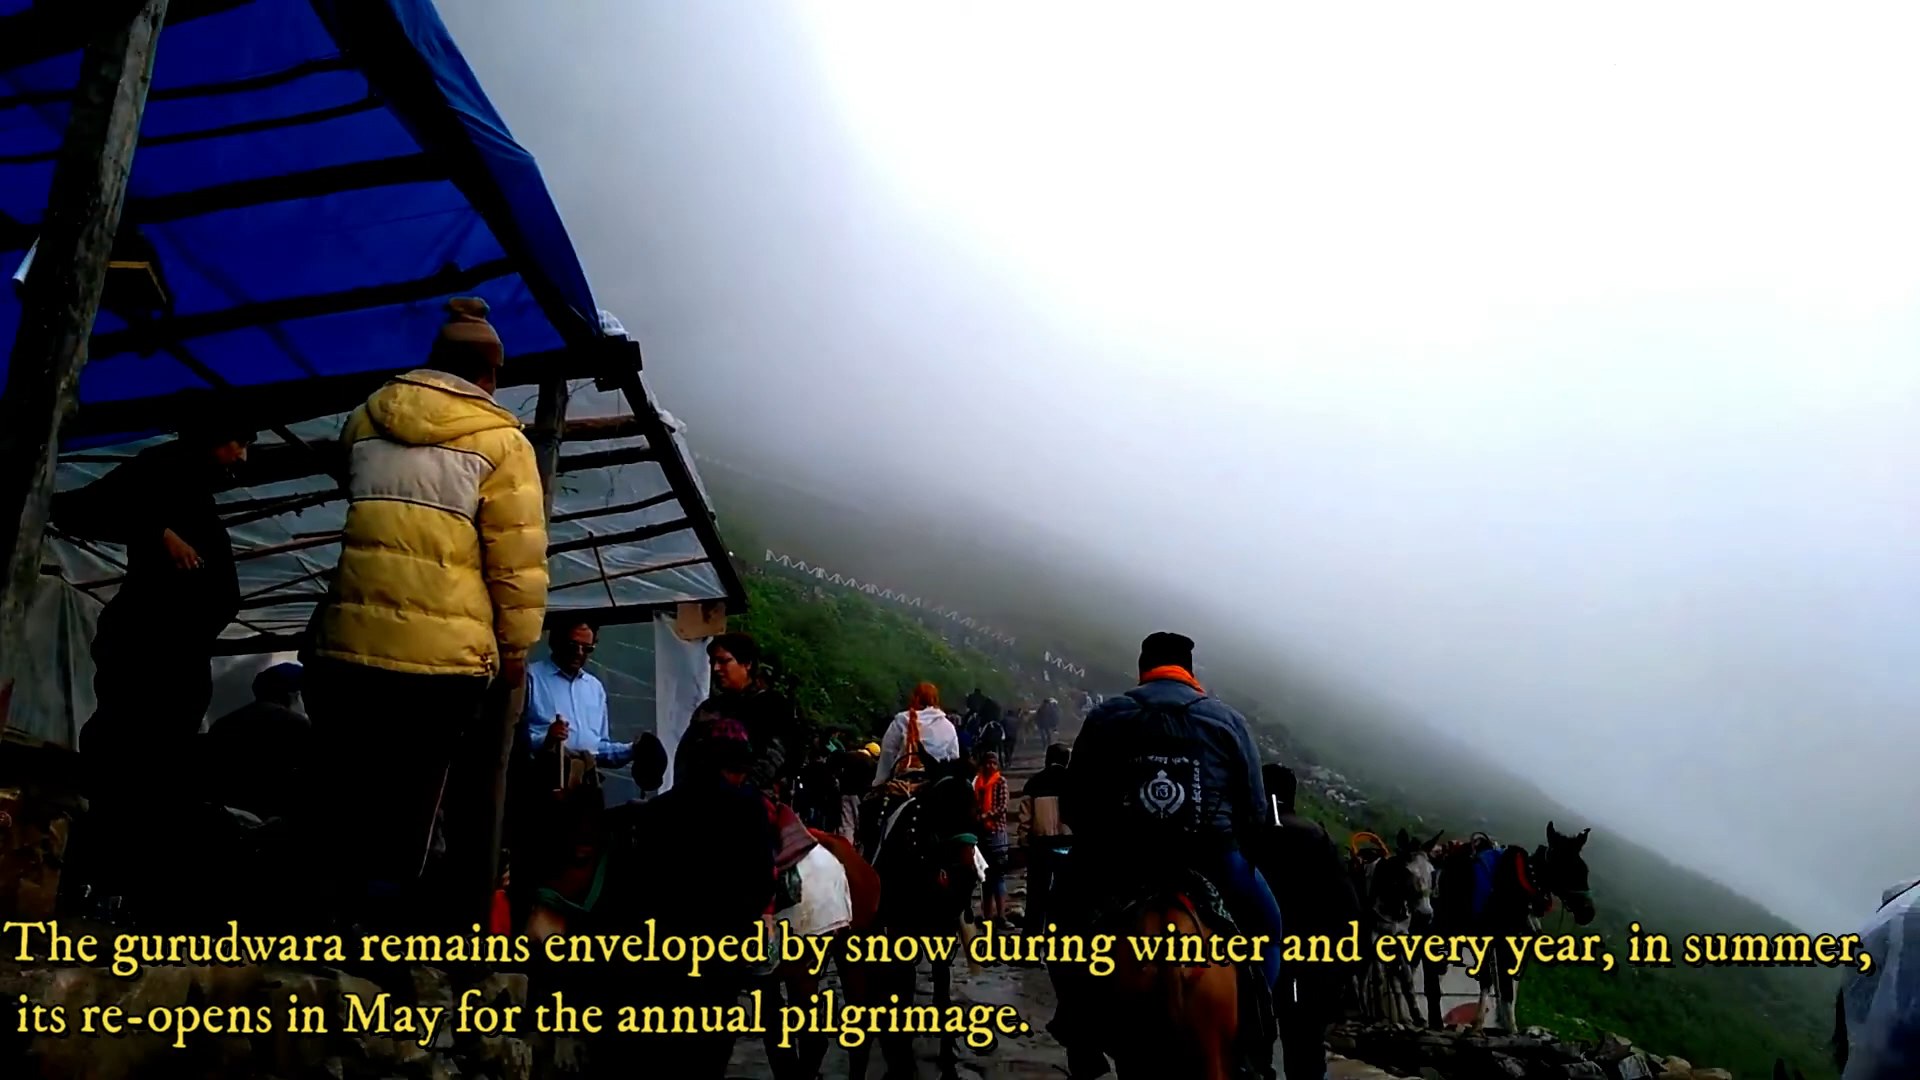 The gurudwara remains enveloped by snow during winter and every year, in summer,
its re-opens in May for the annual pilgrimage.